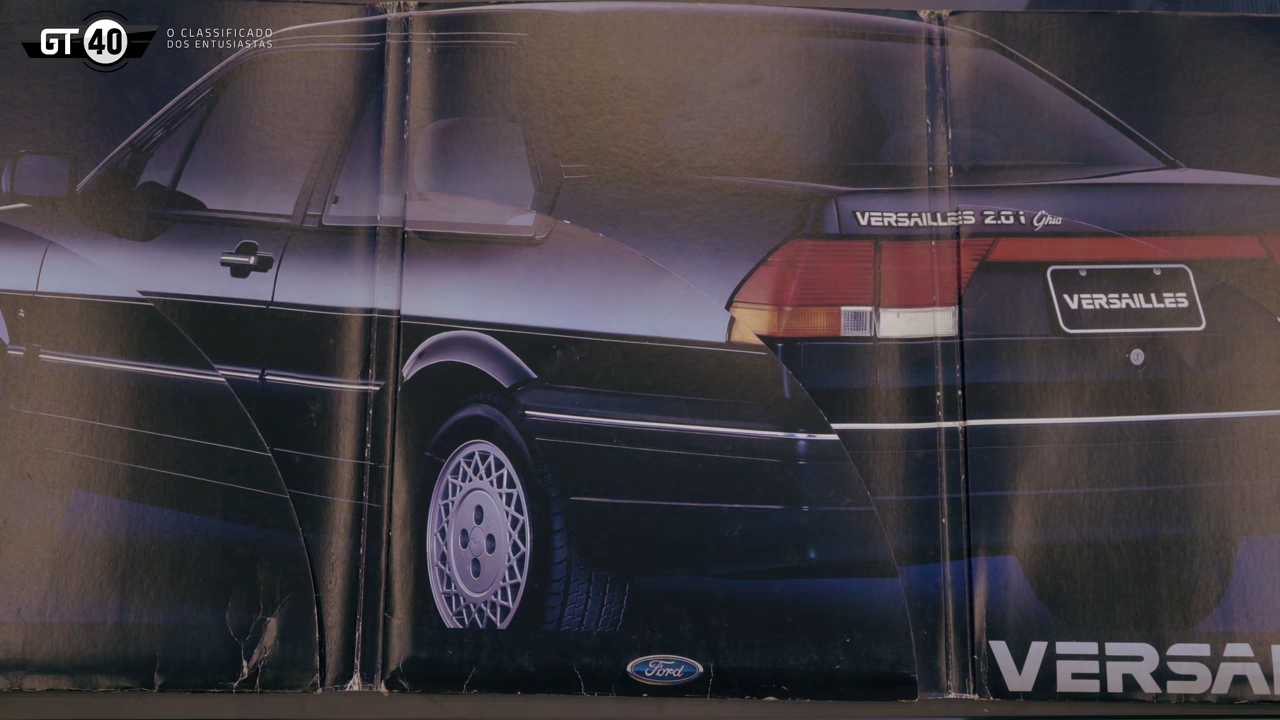 GT 40
O CLASSIFICADO
DOS ENTUSIASTAS
VERSAILLES 2.0 i Ghia
VERSAILLES
Ford
VERSAI